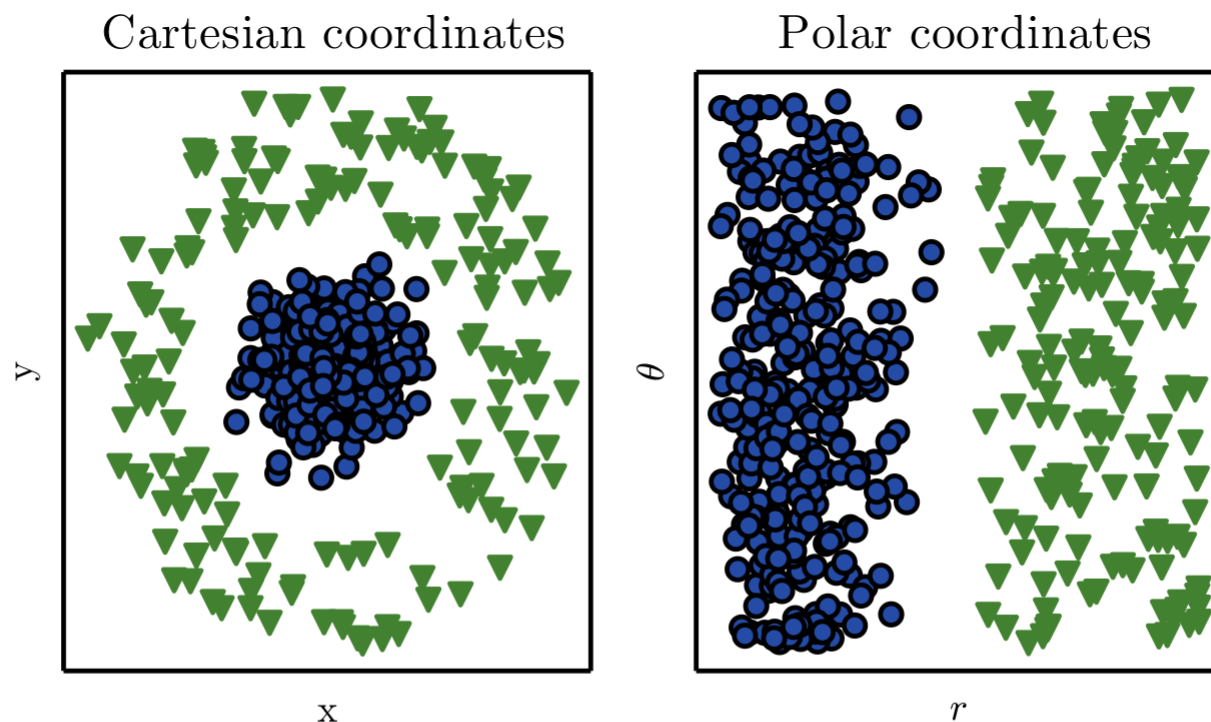 Cartesian coordinates
Polar coordinates
y
x
θ
r